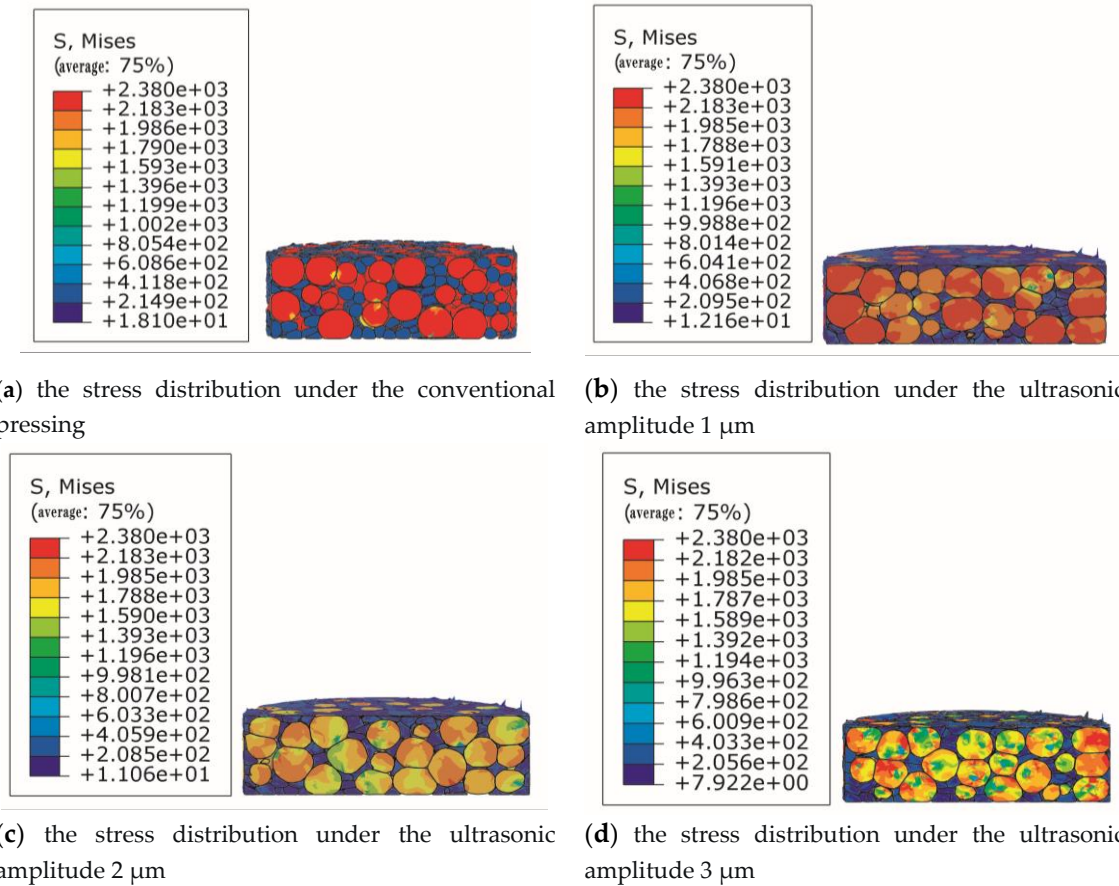 S, Mises
(average: 75%)
+2.380e+03
+2.183e+03
+1.986e+03
+1.790e+03
+1.593e+03
+1.396e+03
+1.199e+03
+1.002e+03
+8.054e+02
+6.086e+02
+4.118e+02
+2.149e+02
+1.810e+01
(a) the stress distribution under the conventional
pressing
S, Mises
(average: 75%)
+2.380e+03
+2.183e+03
+1.985e+03
+1.788e+03
+1.591e+03
+1.393e+03
+1.196e+03
+9.988e+02
+8.014e+02
+6.041e+02
+4.068e+02
+2.095e+02
+1.216e+01
(b) the stress distribution under the ultrasonic
amplitude 1 μm
S, Mises
(average: 75%)
+2.380e+03
+2.183e+03
+1.985e+03
+1.788e+03
+1.590e+03
+1.393e+03
+1.196e+03
+9.981e+02
+8.007e+02
+6.033e+02
+4.059e+02
+2.085e+02
+1.106e+01
(c) the stress distribution under the ultrasonic
amplitude 2 μm
S, Mises
(average: 75%)
+2.380e+03
+2.182e+03
+1.985e+03
+1.787e+03
+1.589e+03
+1.392e+03
+1.194e+03
+9.963e+02
+7.986e+02
+6.009e+02
+4.033e+02
+2.056e+02
+7.922e+00
(d) the stress distribution under the ultrasonic
amplitude 3 μm